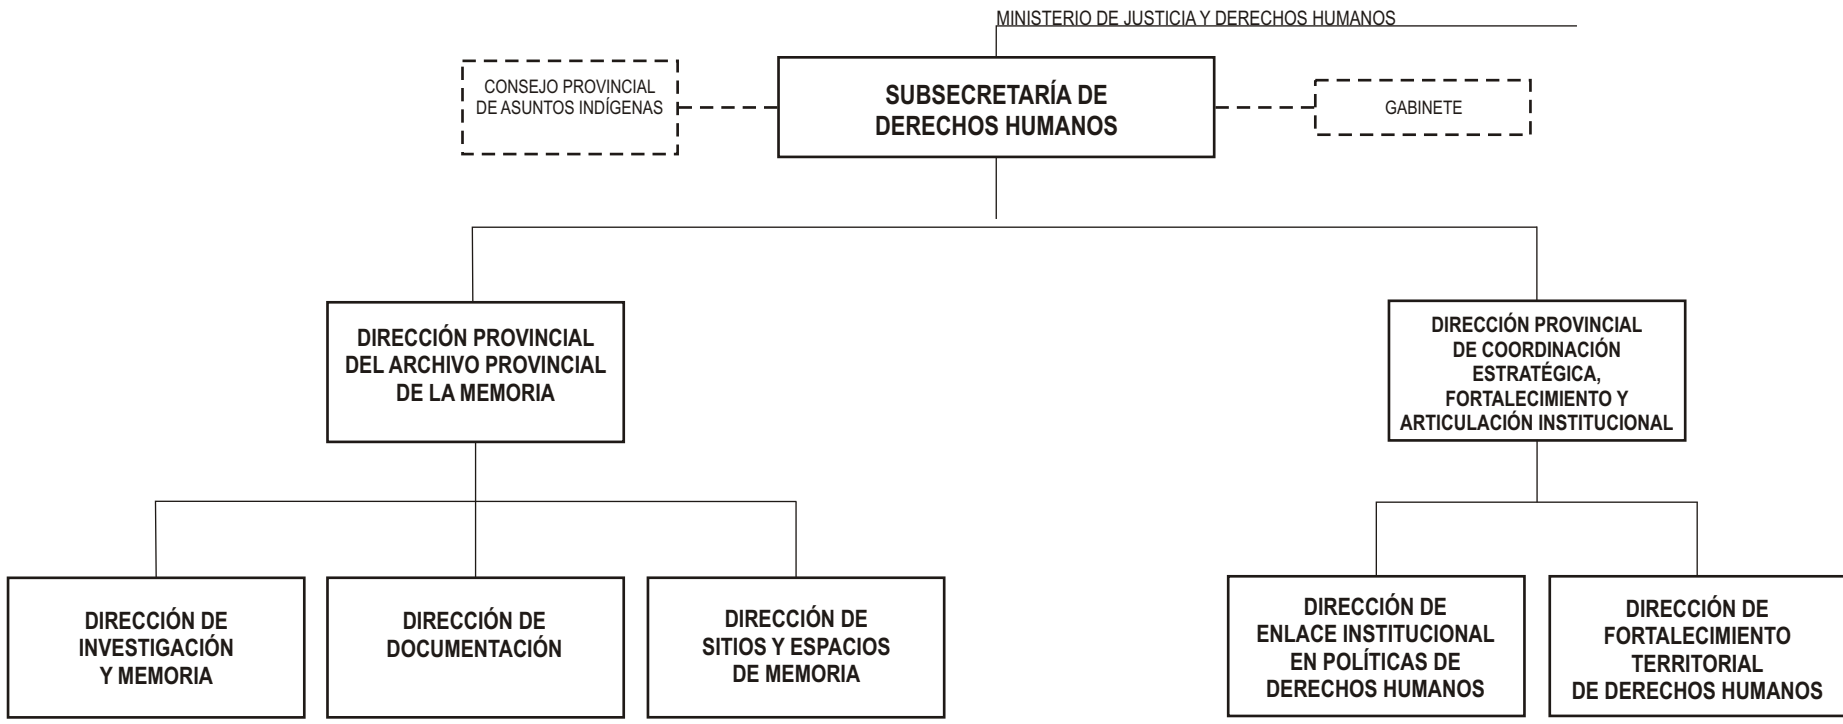 MINISTERIO DE JUSTICIA Y DERECHOS HUMANOS
CONSEJO PROVINCIAL
DE ASUNTOS INDÍGENAS
SUBSECRETARÍA DE
DERECHOS HUMANOS
GABINETE
DIRECCIÓN PROVINCIAL
DEL ARCHIVO PROVINCIAL
DE LA MEMORIA
DIRECCIÓN PROVINCIAL
DE COORDINACIÓN
ESTRATÉGICA,
FORTALECIMIENTO Y
ARTICULACIÓN INSTITUCIONAL
DIRECCIÓN DE
INVESTIGACIÓN
Y MEMORIA
DIRECCIÓN DE
DOCUMENTACIÓN
DIRECCIÓN DE
SITIOS Y ESPACIOS
DE MEMORIA
DIRECCIÓN DE
ENLACE INSTITUCIONAL
EN POLÍTICAS DE
DERECHOS HUMANOS
DIRECCIÓN DE
FORTALECIMIENTO
TERRITORIAL
DE DERECHOS HUMANOS